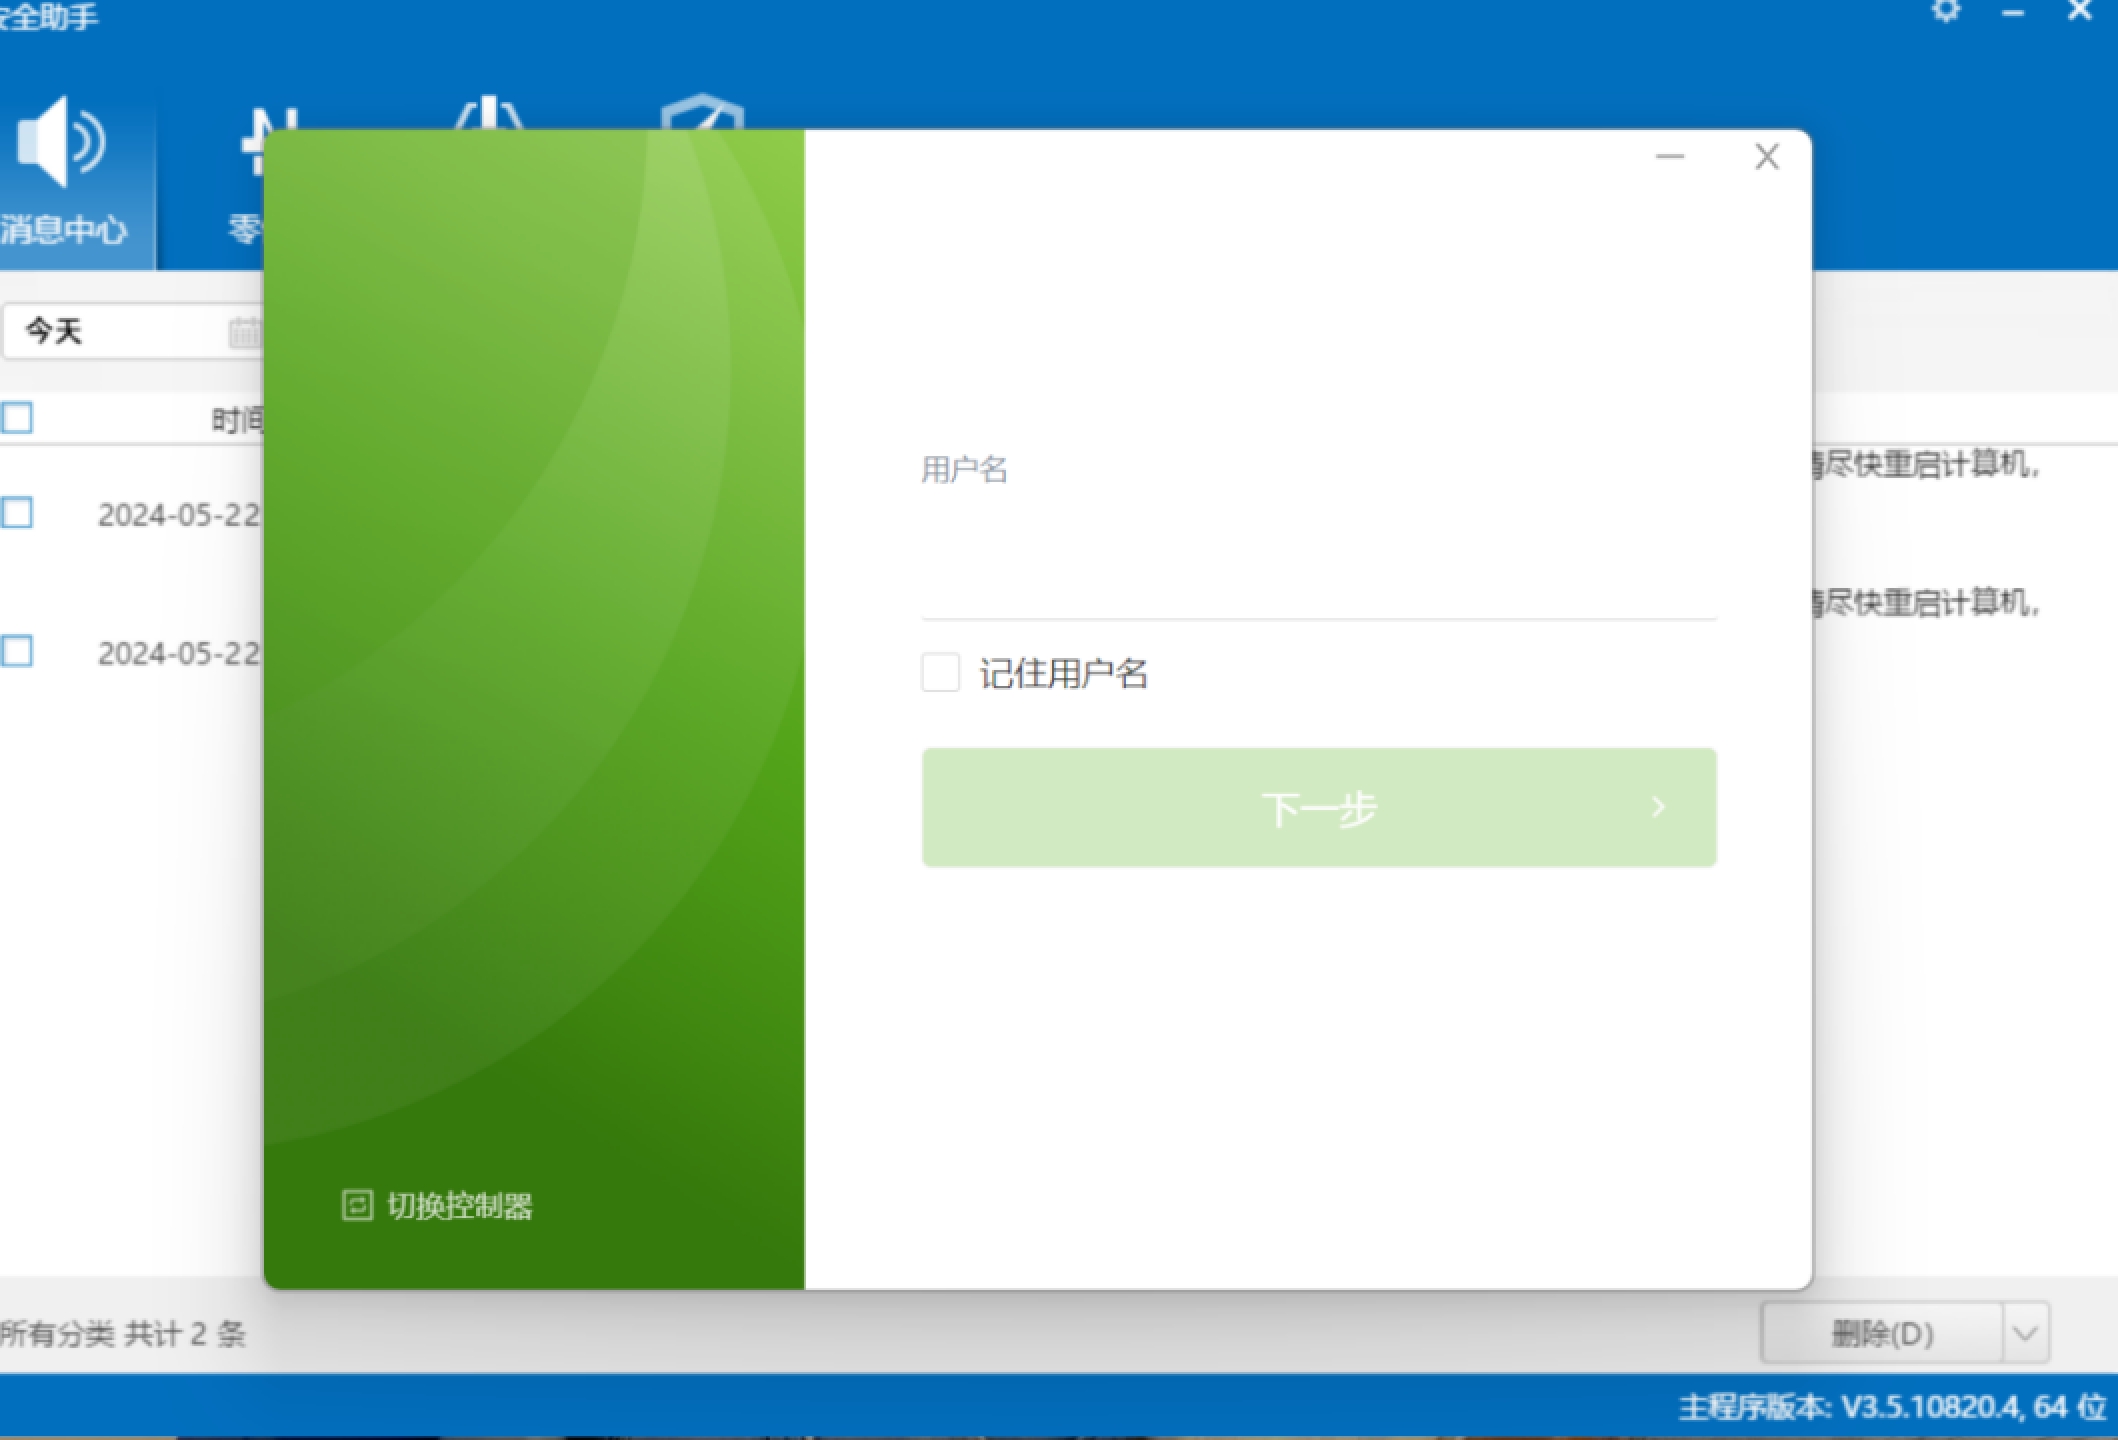 安全助手
消息中心
零
今天
时间
2024-05-22
请尽快重启计算机,
2024-05-22
请尽快重启计算机,
用户名
记住用户名
下一步
切换控制器
所有分类 共计 2 条
删除(D)
主程序版本: V3.5.10820.4, 64 位